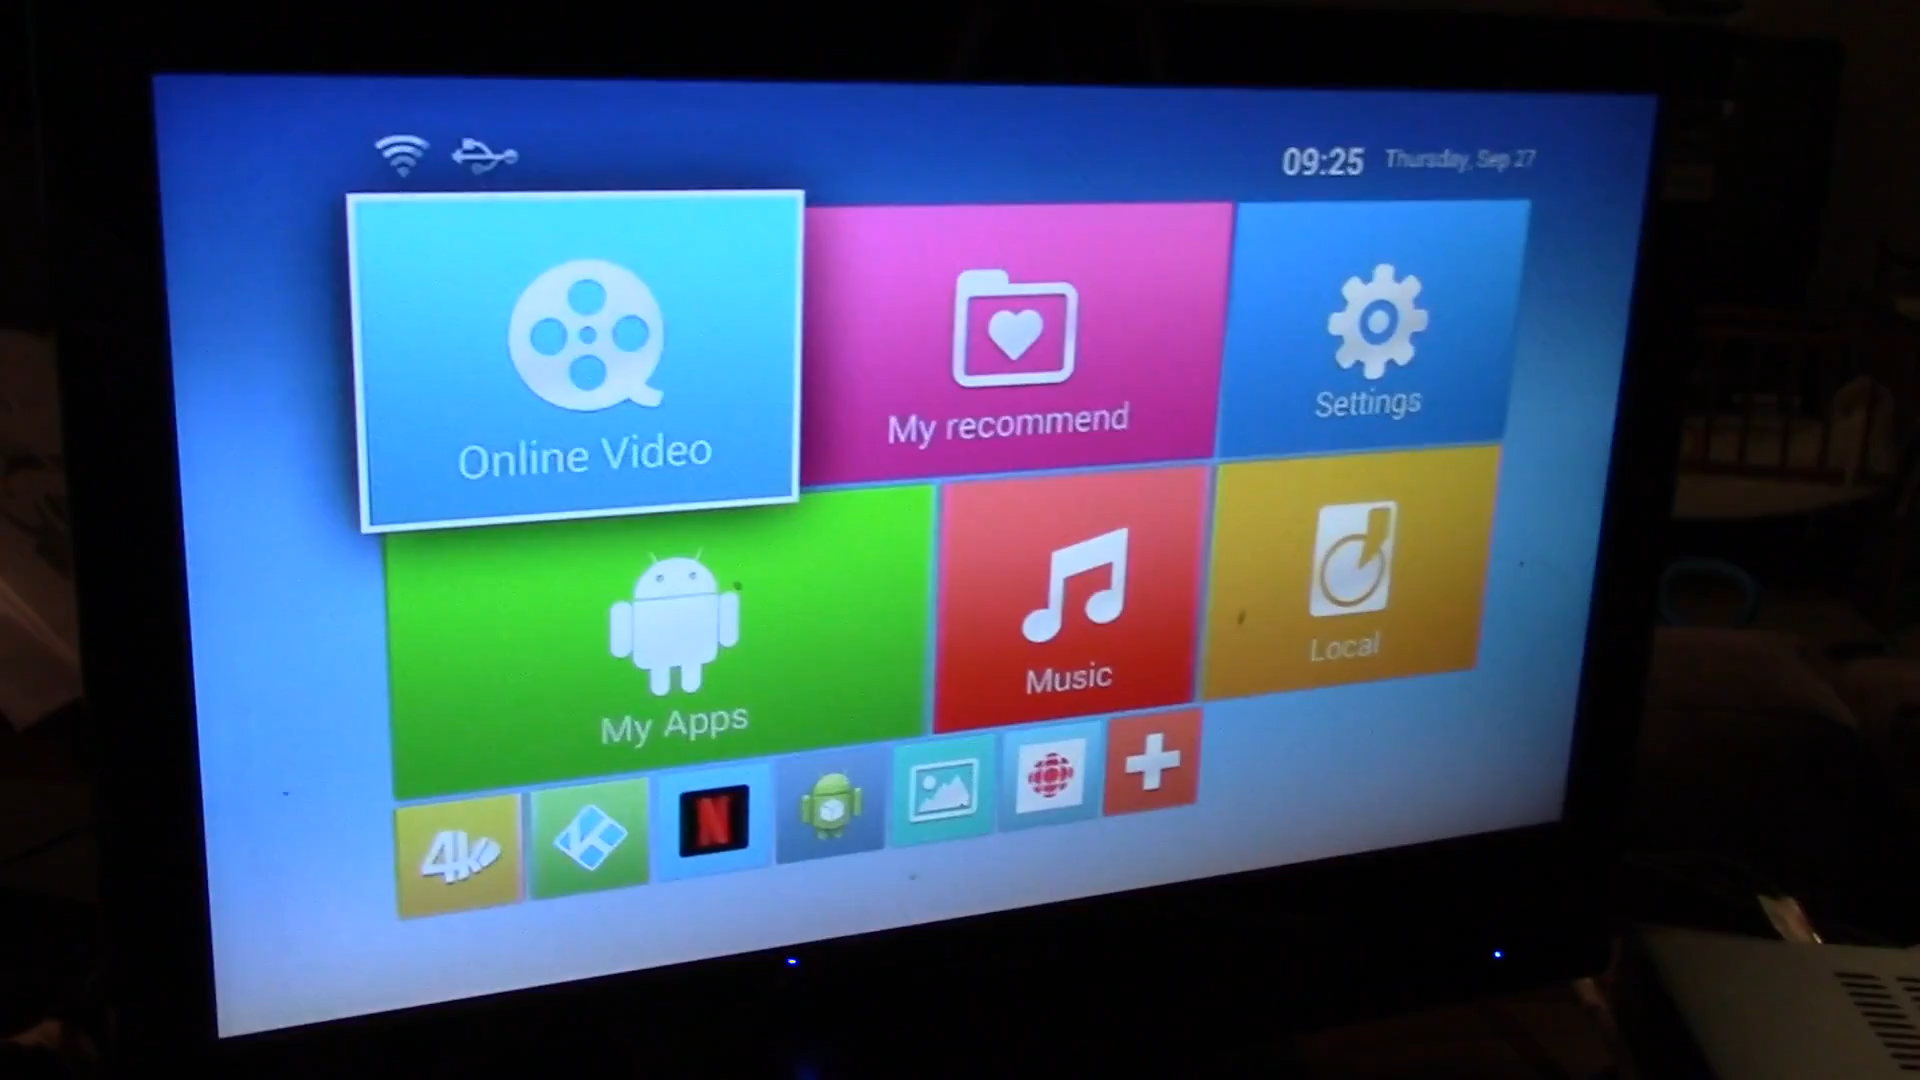 09:25 Thursday, Sep 27
Online Video
My recommend
Settings
My Apps
Music
Local
4k
N